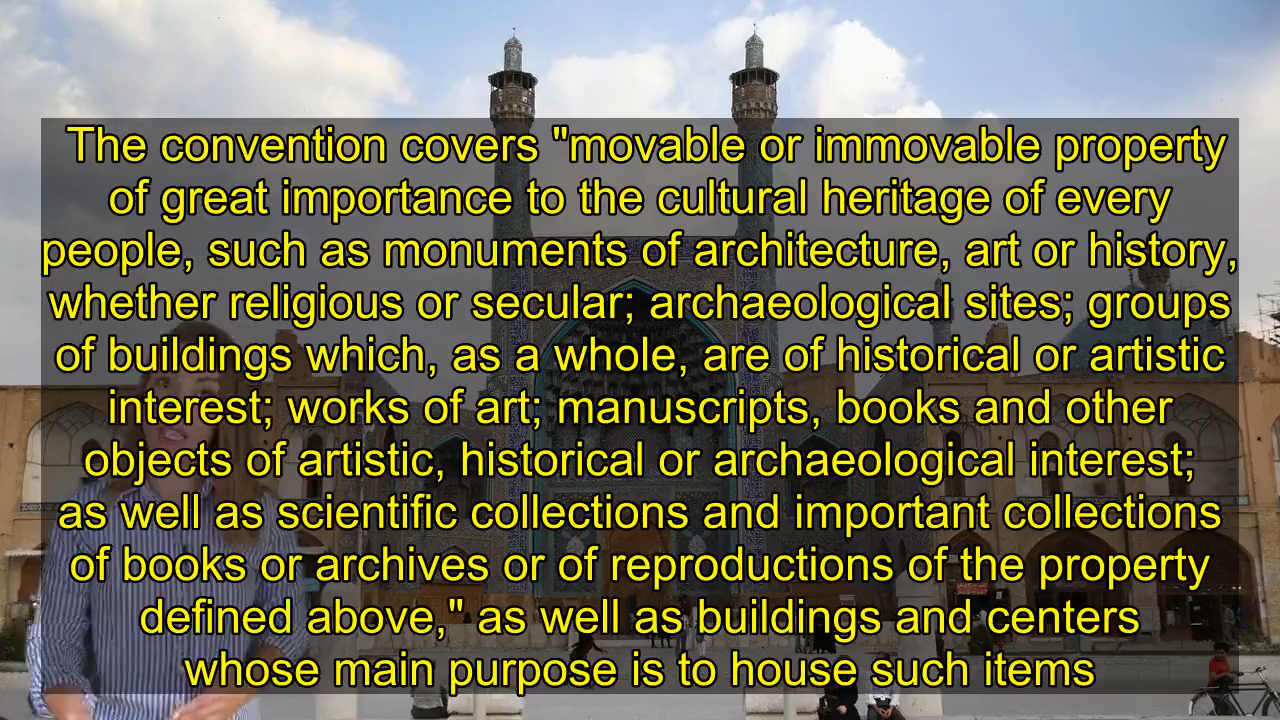 The convention covers "movable or immovable property
of great importance to the cultural heritage of every
people, such as monuments of architecture, art or history,
whether religious or secular; archaeological sites; groups
of buildings which, as a whole, are of historical or artistic
interest; works of art; manuscripts, books and other
objects of artistic, historical or archaeological interest;
as well as scientific collections and important collections
of books or archives or of reproductions of the property
defined above," as well as buildings and centers
whose main purpose is to house such items